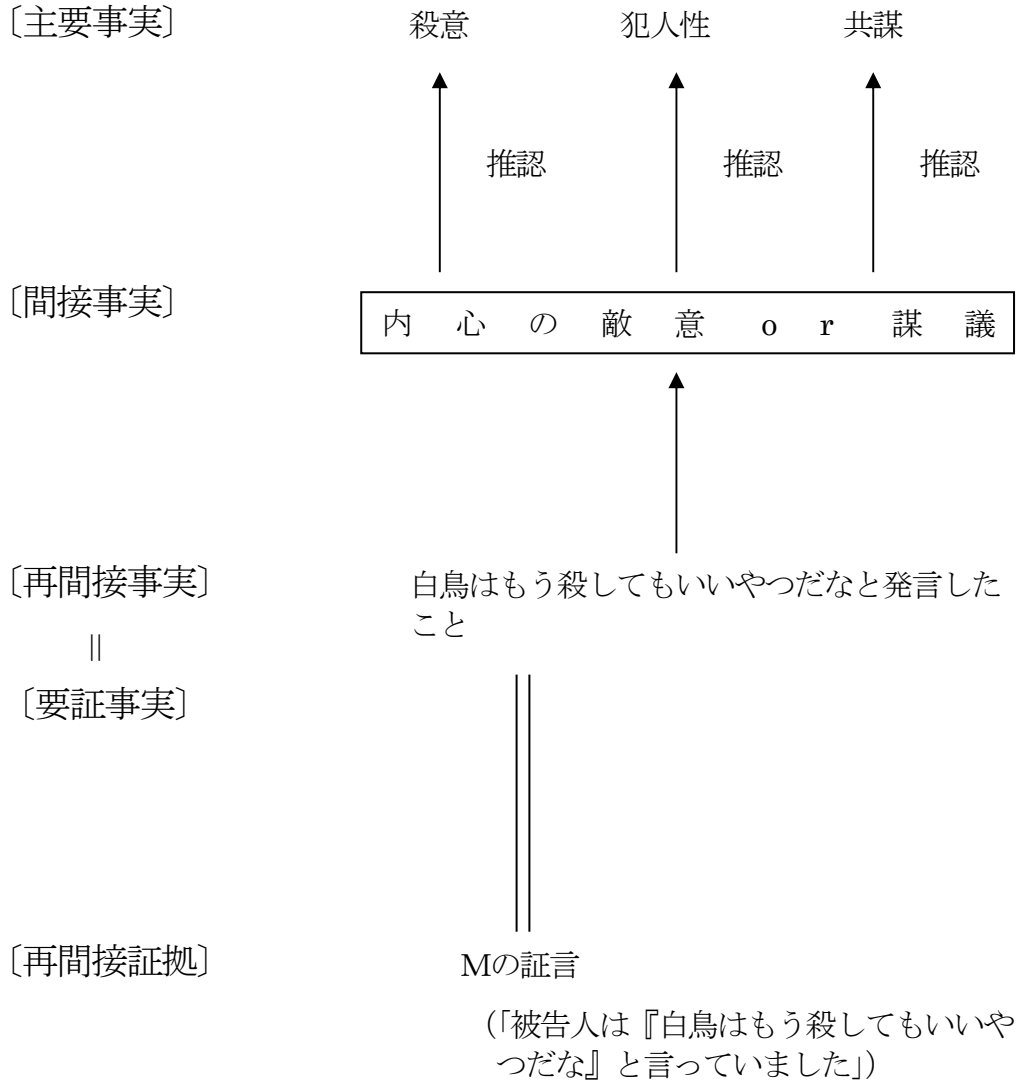 〔主要事実〕 殺意 犯人性 共謀
推認 推認 推認
〔間接事実〕 内心の敵意or謀議
〔再間接事実〕 白鳥はもう殺してもいいやつだなと発言した
こと
||
〔要証事実〕
〔再間接証拠〕 Mの証言
（「被告人は『白鳥はもう殺してもいいや
つだな』と言っていました」）